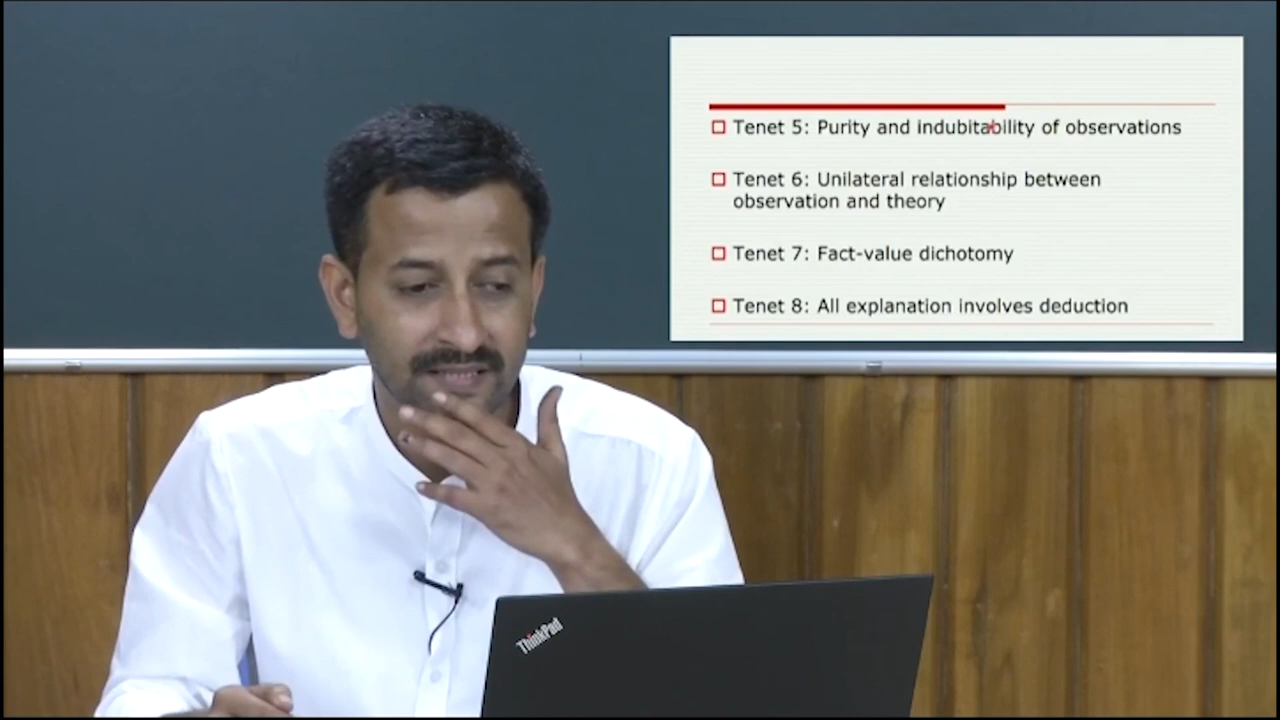 Tenet 5: Purity and indubitability of observations
Tenet 6: Unilateral relationship between
observation and theory
Tenet 7: Fact-value dichotomy
Tenet 8: All explanation involves deduction
ThinkPad